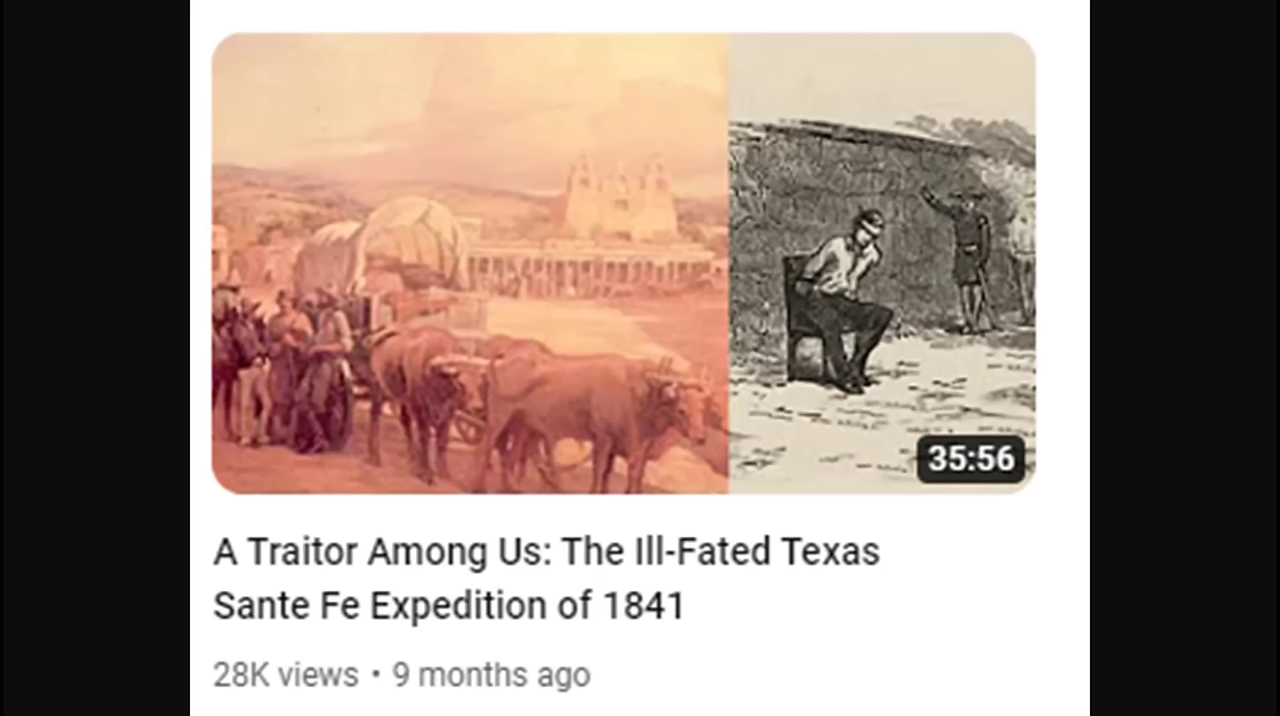 35:56
A Traitor Among Us: The Ill-Fated Texas
Sante Fe Expedition of 1841
28K views • 9 months ago